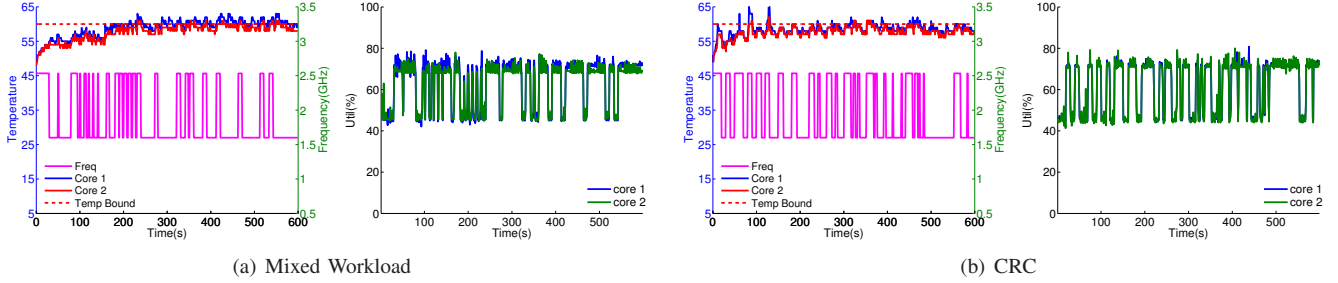 65
55
45
35
25
15
5
Temperature
0 100 200 300 400 500 600
Time(s)
3.5
3
2.5
2
1.5
1
0.5
Frequency(GHz)
Freq
Core 1
Core 2
Temp Bound
100
80
60
40
20
0
Util(%)
100 200 300 400 500
Time(s)
core 1
core 2
(a) Mixed Workload
65
55
45
35
25
15
5
Temperature
0 100 200 300 400 500 600
Time(s)
3.5
3
2.5
2
1.5
1
0.5
Frequency(GHz)
Freq
Core 1
Core 2
Temp Bound
100
80
60
40
20
0
Util(%)
100 200 300 400 500
Time(s)
core 1
core 2
(b) CRC